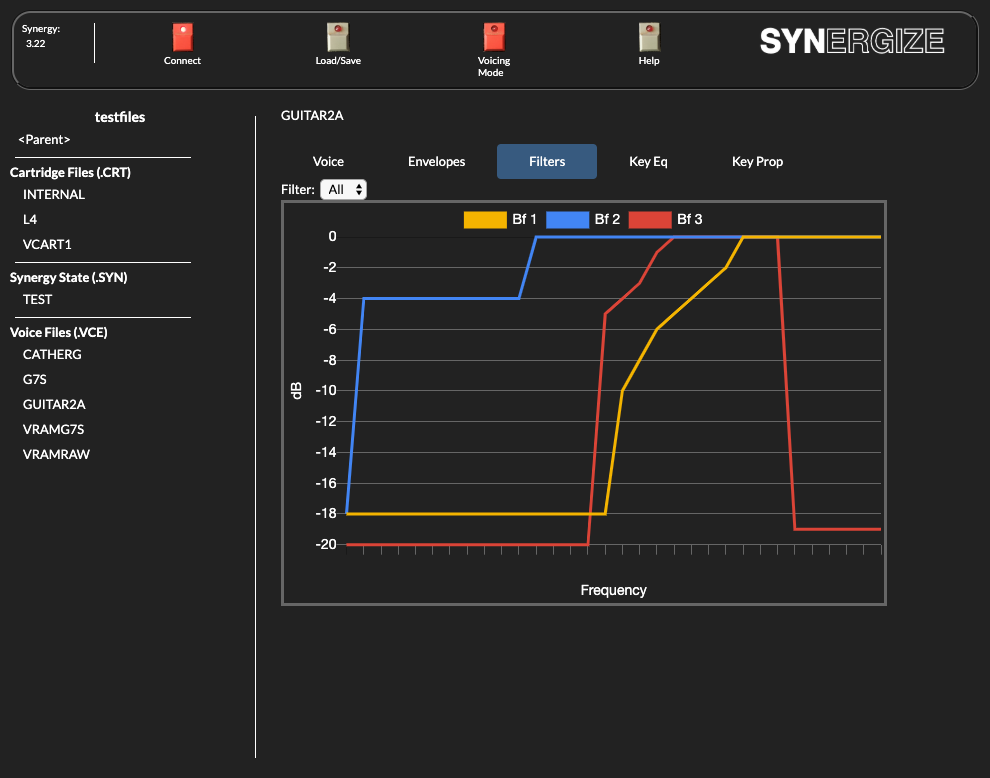 Synergy:
3.22
Connect
Load/Save
Voicing
Mode
Help
SYNERGIZE
testfiles
<Parent>
Cartridge Files (.CRT)
INTERNAL
L4
VCART1
Synergy State (.SYN)
TEST
Voice Files (.VCE)
CATHERG
G7S
GUITAR2A
VRAMG7S
VRAMRAW
GUITAR2A
Voice Envelopes Filters Key Eq Key Prop
Filter: All
Bf 1 Bf 2 Bf 3
0
-2
-4
-6
-8
-10
-12
-14
-16
-18
-20
dB
Frequency